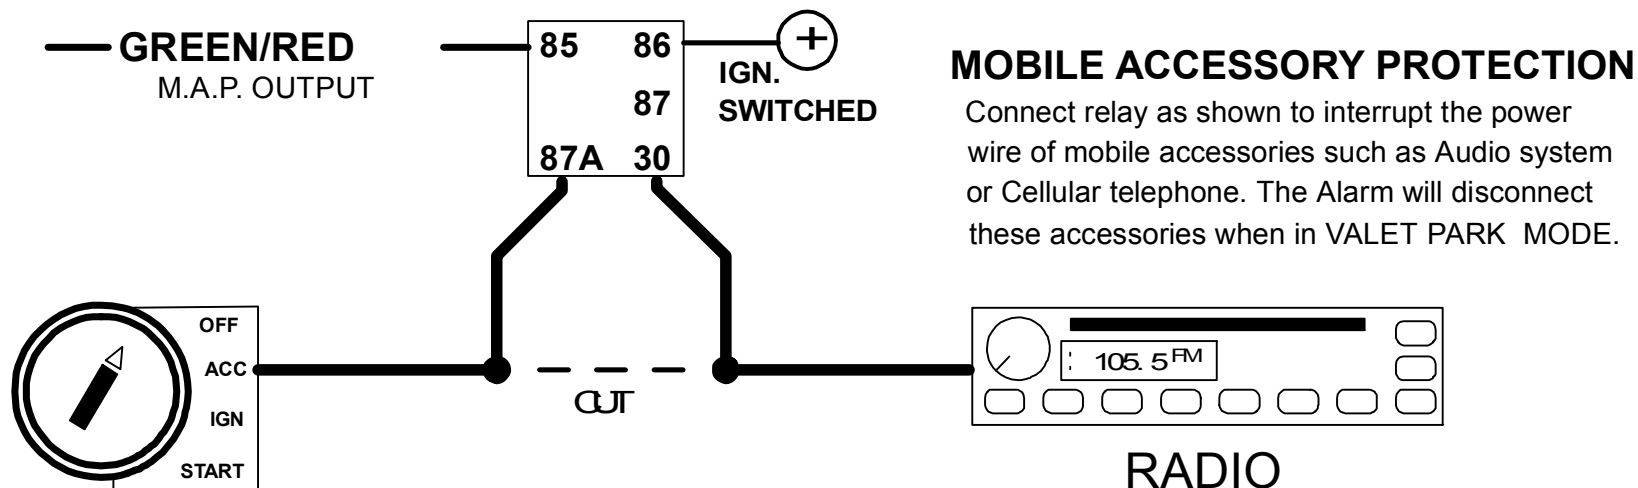 GREEN/RED
M.A.P. OUTPUT
85 86
87
87A 30
+
IGN.
SWITCHED
MOBILE ACCESSORY PROTECTION
Connect relay as shown to interrupt the power
wire of mobile accessories such as Audio system
or Cellular telephone. The Alarm will disconnect
these accessories when in VALET PARK MODE.
OFF
ACC
IGN
START
CUT
105.5 FM
RADIO